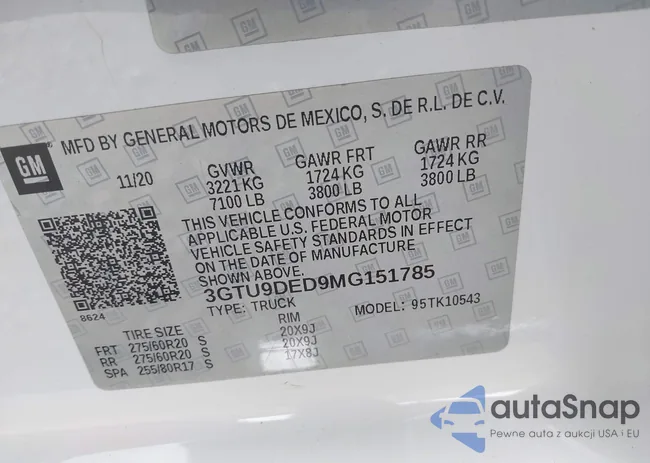 GM
MFD BY GENERAL MOTORS DE MEXICO, S. DE R.L. DE C.V.
11/20 GVWR GAWR FRT GAWR RR
3221 KG 1724 KG 1724 KG
7100 LB 3800 LB 3800 LB
THIS VEHICLE CONFORMS TO ALL
APPLICABLE U.S. FEDERAL MOTOR
VEHICLE SAFETY STANDARDS IN EFFECT
ON THE DATE OF MANUFACTURE
SHOWN ABOVE.
3GTU9DED9MG151785
8624 TYPE: TRUCK MODEL: 95TK10543
TIRE SIZE RIM
FRT 275/60R20 S 20X9J
RR 275/60R20 S 20X9J
SPA 255/80R17 S 17X8J
autaSnap
Pewne auta z aukcji USA i EU